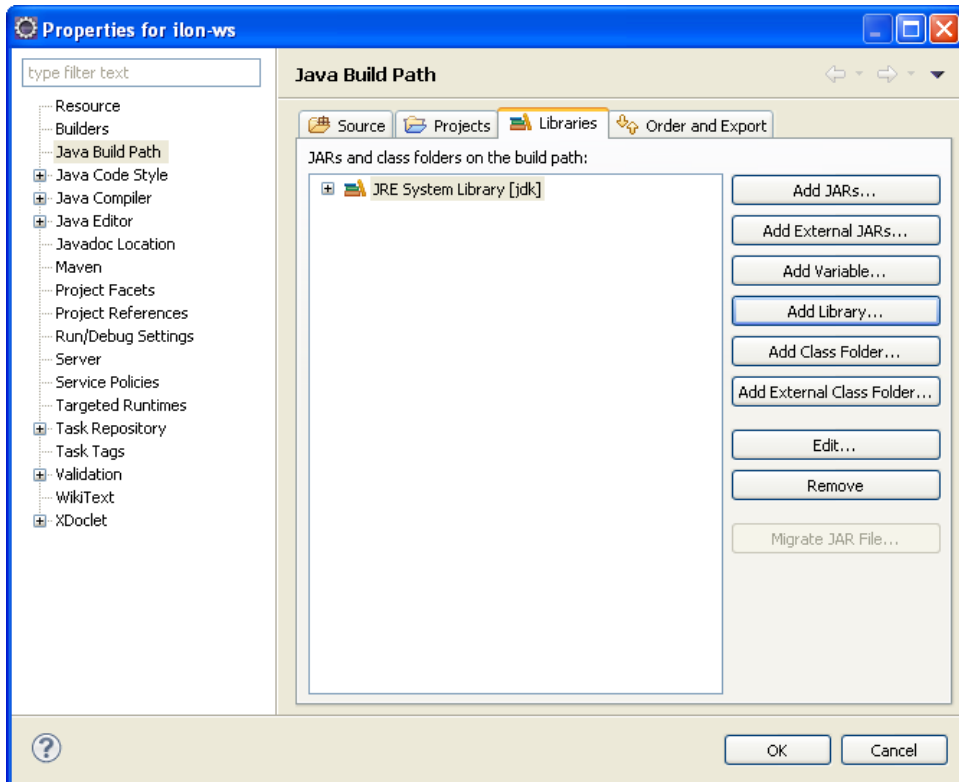 Properties for ilon-ws
type filter text
Resource
Builders
Java Build Path
Java Code Style
Java Compiler
Java Editor
Javadoc Location
Maven
Project Facets
Project References
Run/Debug Settings
Server
Service Policies
Targeted Runtimes
Task Repository
Task Tags
Validation
WikiText
XDoclet
Java Build Path
Source Projects Libraries Order and Export
JARs and class folders on the build path:
JRE System Library [jdk]
Add JARs...
Add External JARs...
Add Variable...
Add Library...
Add Class Folder...
Add External Class Folder...
Edit...
Remove
Migrate JAR File...
OK Cancel